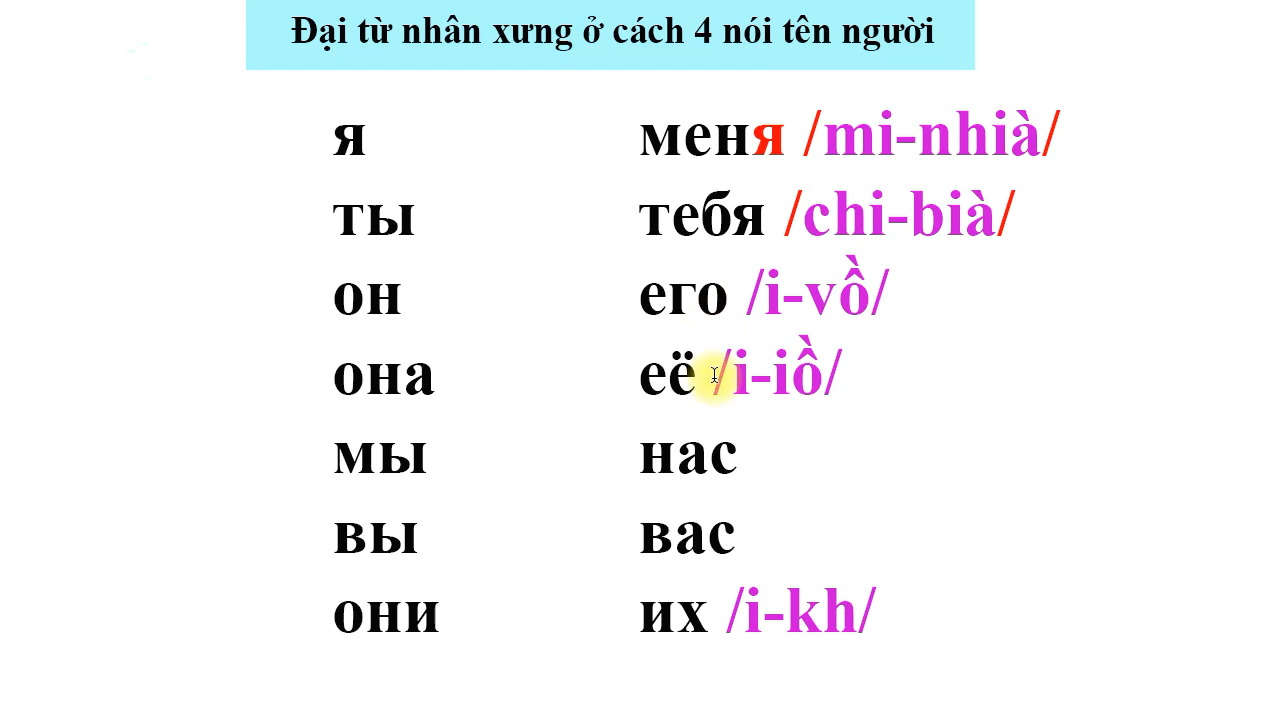 Đại từ nhân xưng ở cách 4 nói tên người
я меня /mi-nhià/
ты тебя /chi-bià/
он его /i-vồ/
она её /i-iồ/
мы нас
вы вас
они их /i-kh/